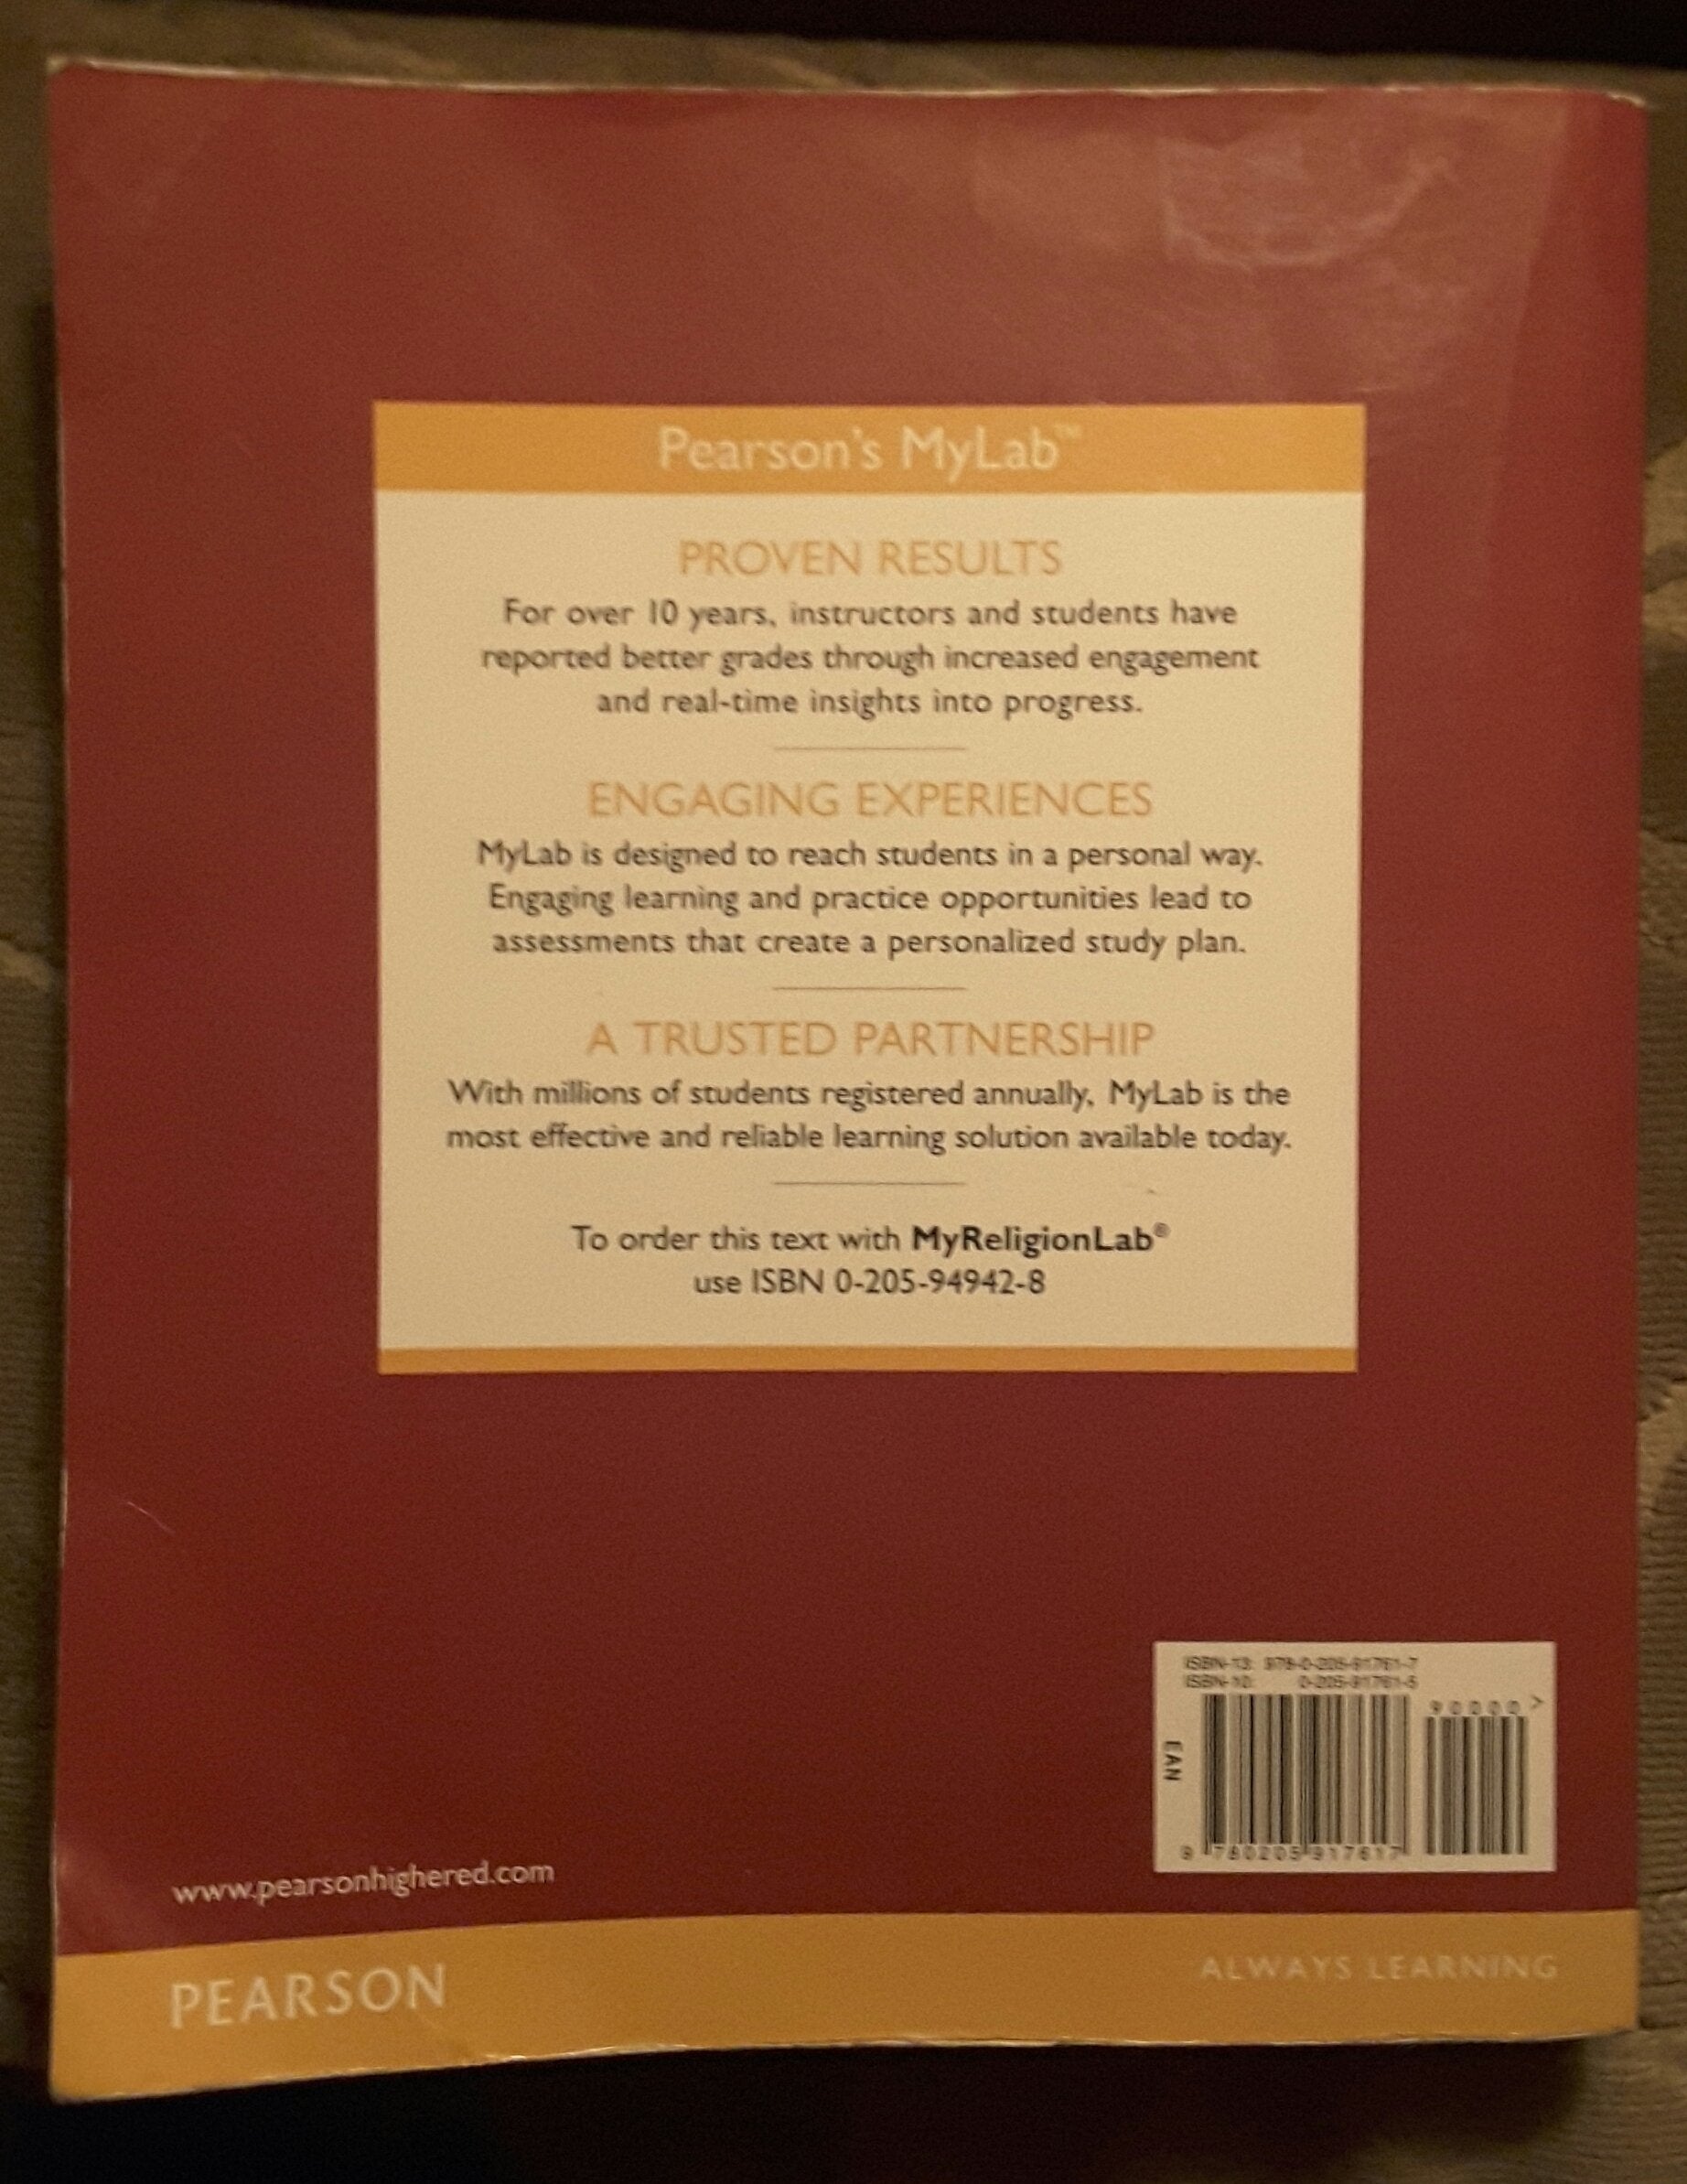 Pearson's MyLab™
PROVEN RESULTS
For over 10 years, instructors and students have
reported better grades through increased engagement
and real-time insights into progress.
ENGAGING EXPERIENCES
MyLab is designed to reach students in a personal way.
Engaging learning and practice opportunities lead to
assessments that create a personalized study plan.
A TRUSTED PARTNERSHIP
With millions of students registered annually, MyLab is the
most effective and reliable learning solution available today.
To order this text with MyReligionLab®
use ISBN 0-205-94942-8
ISBN-13: 978-0-205-91761-7
ISBN-10: 0-205-91761-5
90000>
EAN
9 780205 917617
www.pearsonhighered.com
PEARSON
ALWAYS LEARNING